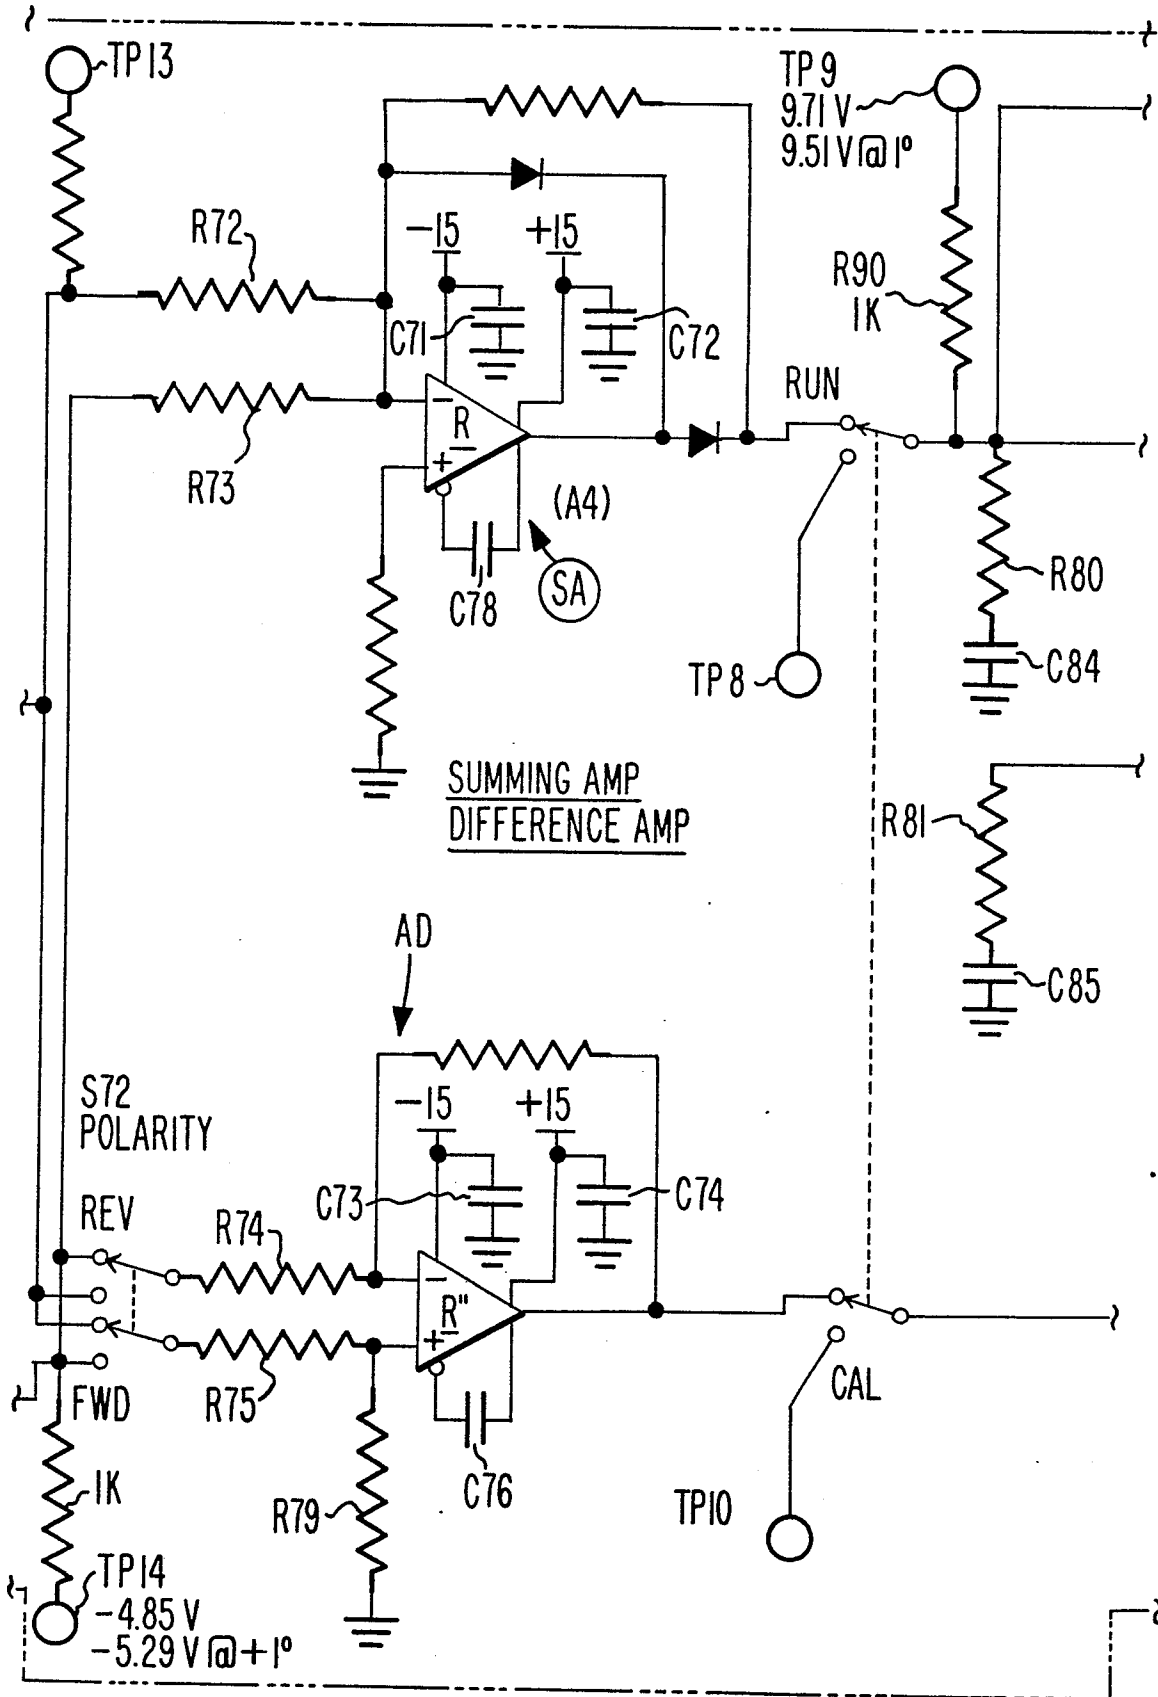 TP13
TP9
9.71 V
9.51 V @ 1°
R72
-15
+15
R90
1K
C71
C72
RUN
R73
-
R
+
(A4)
SA
C78
R80
TP8
C84
SUMMING AMP
DIFFERENCE AMP
R81
AD
C85
S72
POLARITY
-15
+15
REV
C73
C74
R74
-
R"
+
R75
FWD
CAL
1K
C76
R79
TP10
TP14
-4.85 V
-5.29 V @ +1°